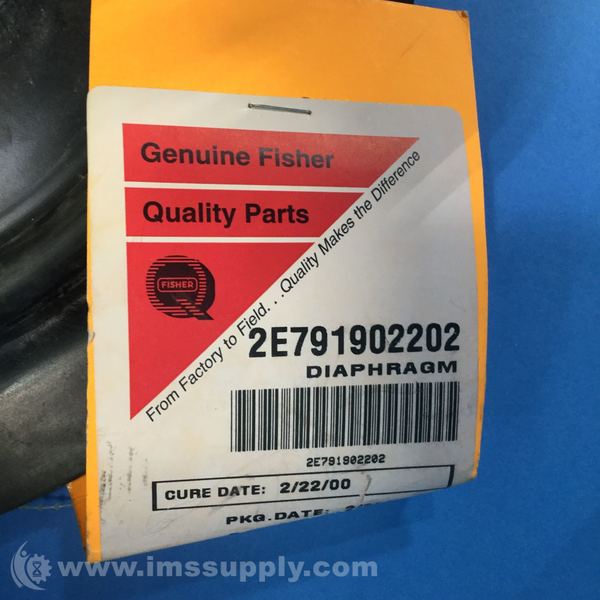 Genuine Fisher
Quality Parts
FISHER
From Factory to Field. . .Quality Makes the Difference
2E791902202
DIAPHRAGM
2E791902202
CURE DATE: 2/22/00
PKG.DATE:
www.imssupply.com